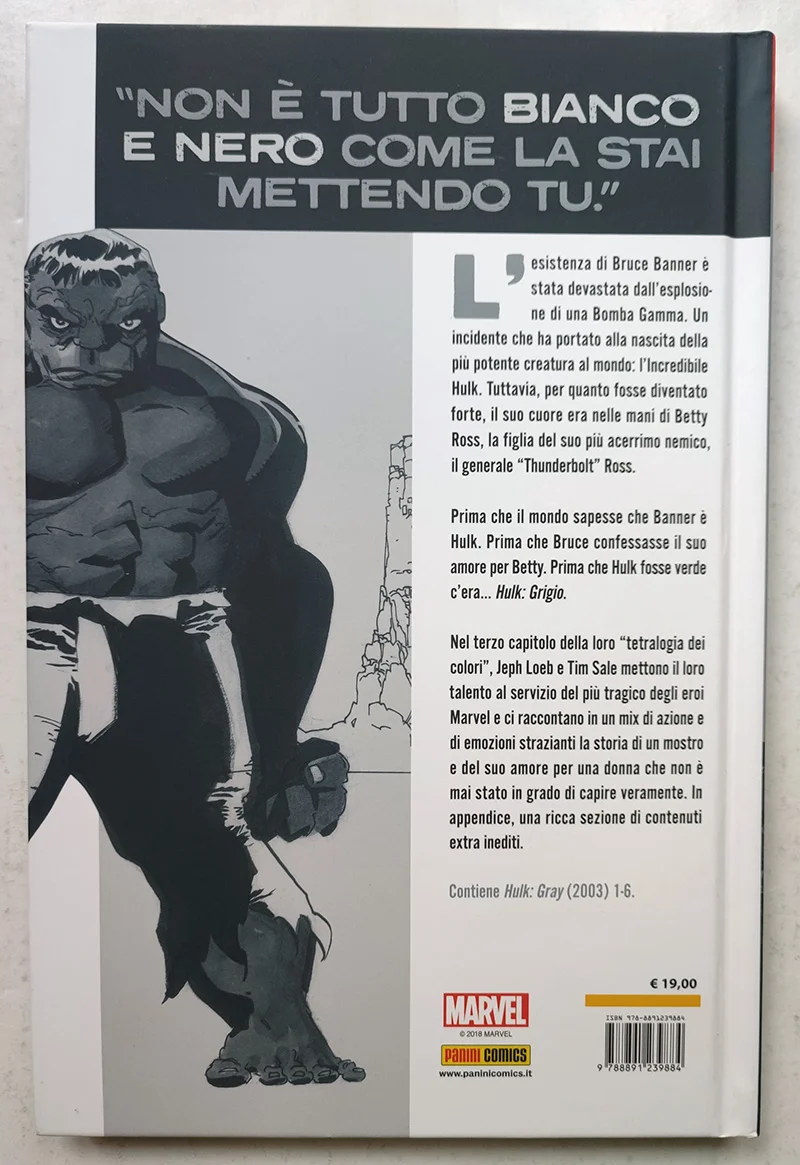 “NON È TUTTO BIANCO
E NERO COME LA STAI
METTENDO TU.”
L’esistenza di Bruce Banner è
stata devastata dall’esplosio-
ne di una Bomba Gamma. Un
incidente che ha portato alla nascita della
più potente creatura al mondo: l’Incredibile
Hulk. Tuttavia, per quanto fosse diventato
forte, il suo cuore era nelle mani di Betty
Ross, la figlia del suo più acerrimo nemico,
il generale “Thunderbolt” Ross.
Prima che il mondo sapesse che Banner è
Hulk. Prima che Bruce confessasse il suo
amore per Betty. Prima che Hulk fosse verde
c’era... Hulk: Grigio.
Nel terzo capitolo della loro “tetralogia dei
colori”, Jeph Loeb e Tim Sale mettono il loro
talento al servizio del più tragico degli eroi
Marvel e ci raccontano in un mix di azione e
di emozioni strazianti la storia di un mostro
e del suo amore per una donna che non è
mai stato in grado di capire veramente. In
appendice, una ricca sezione di contenuti
extra inediti.
Contiene Hulk: Gray (2003) 1-6.
€ 19,00
MARVEL
© 2018 MARVEL
PANINI COMICS
www.paninicomics.it
ISBN 978-8891239884
9 788891 239884